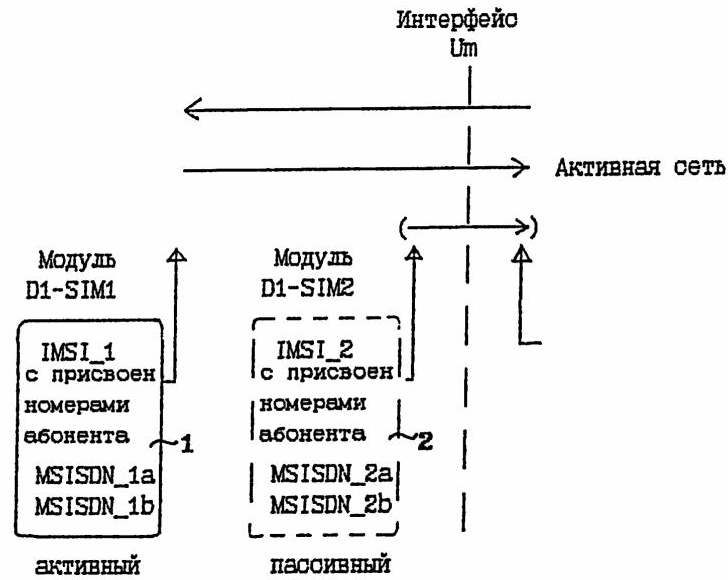 Интерфейс
Um
Активная сеть
Модуль
D1-SIM1
IMSI_1
с присвоен
номерами
абонента
1
MSISDN_1a
MSISDN_1b
активный
Модуль
D1-SIM2
IMSI_2
с присвоен
номерами
абонента
2
MSISDN_2a
MSISDN_2b
пассивный